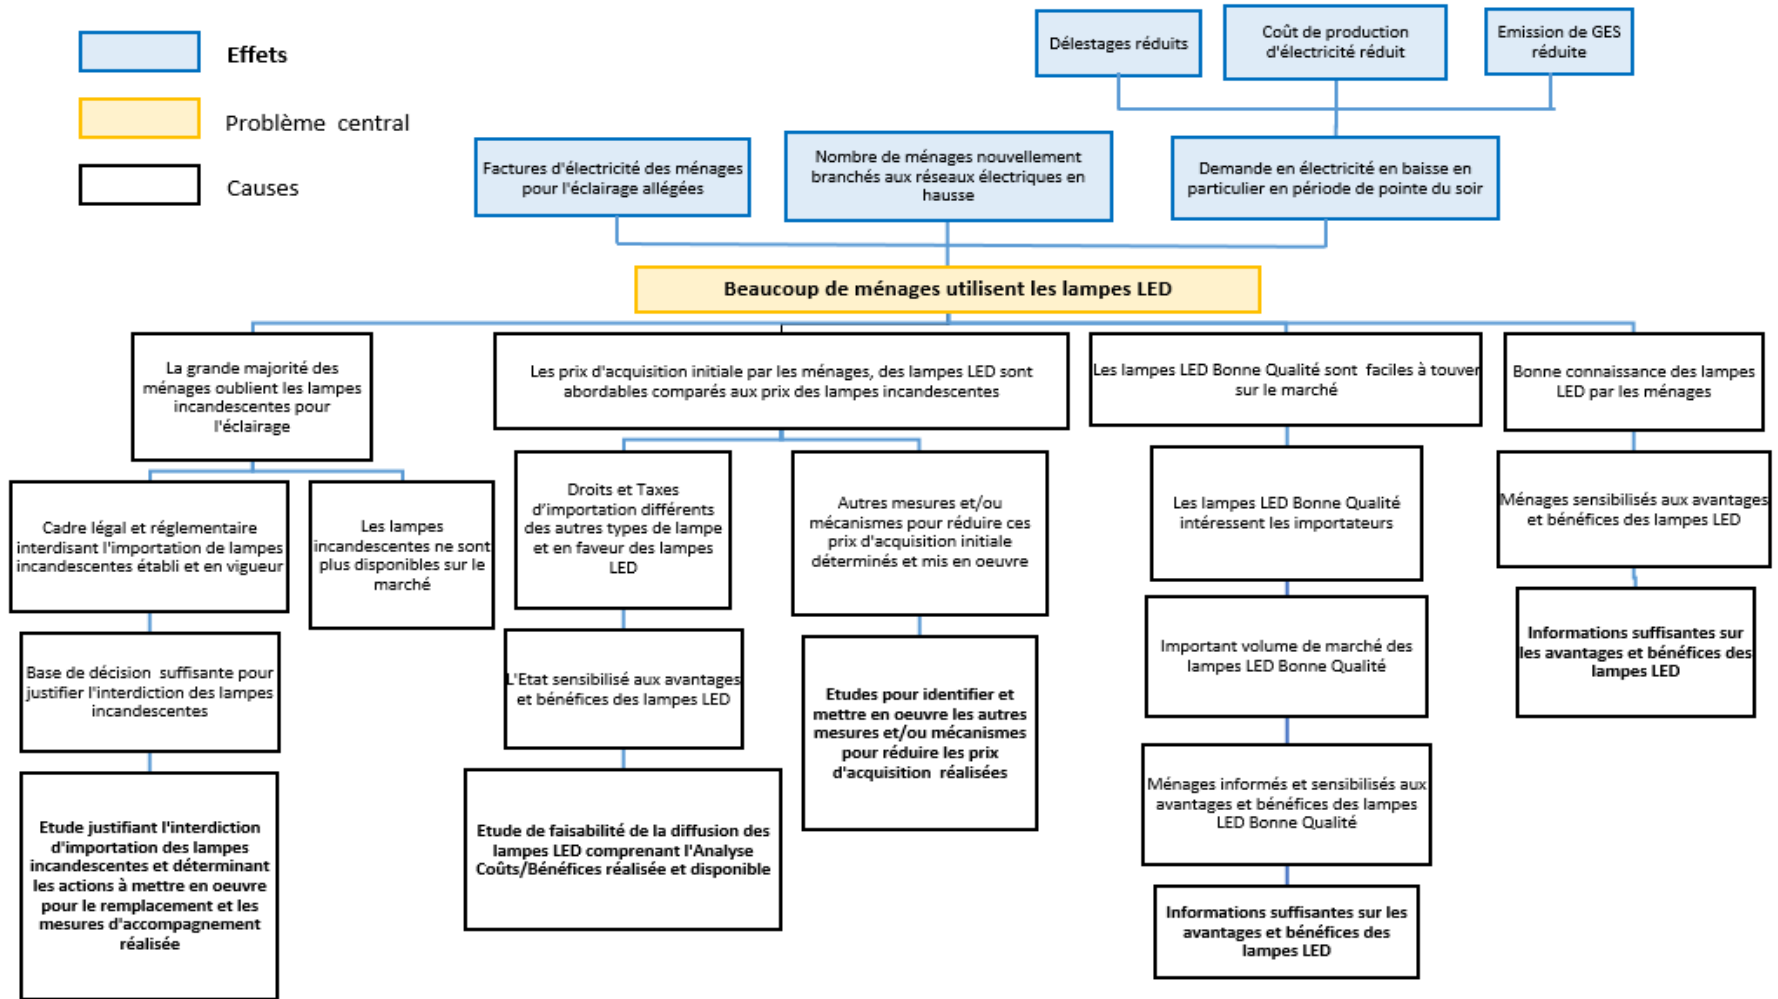 Effets
Problème central
Causes
Délestages réduits
Coût de production
d'électricité réduit
Emission de GES
réduite
Factures d'électricité des ménages
pour l'éclairage allégées
Nombre de ménages nouvellement
branchés aux réseaux électriques en
hausse
Demande en électricité en baisse en
particulier en période de pointe du soir
Beaucoup de ménages utilisent les lampes LED
La grande majorité des
ménages oublient les lampes
incandescentes pour
l'éclairage
Les prix d'acquisition initiale par les ménages, des lampes LED sont
abordables comparés aux prix des lampes incandescentes
Les lampes LED Bonne Qualité sont faciles à touver
sur le marché
Bonne connaissance des lampes
LED par les ménages
Cadre légal et réglementaire
interdisant l'importation de lampes
incandescentes établi et en vigueur
Les lampes
incandescentes ne sont
plus disponibles sur le
marché
Droits et Taxes
d'importation différents
des autres types de lampe
et en faveur des lampes
LED
Autres mesures et/ou
mécanismes pour réduire ces
prix d'acquisition initiale
déterminés et mis en oeuvre
Les lampes LED Bonne Qualité
intéressent les importateurs
Ménages sensibilisés aux avantages
et bénéfices des lampes LED
Base de décision suffisante pour
justifier l'interdiction des lampes
incandescentes
L'Etat sensibilisé aux avantages
et bénéfices des lampes LED
Etudes pour identifier et
mettre en oeuvre les autres
mesures et/ou mécanismes
pour réduire les prix
d'acquisition réalisées
Important volume de marché des
lampes LED Bonne Qualité
Informations suffisantes sur
les avantages et bénéfices des
lampes LED
Etude justifiant l'interdiction
d'importation des lampes
incandescentes et déterminant
les actions à mettre en oeuvre
pour le remplacement et les
mesures d'accompagnement
réalisée
Etude de faisabilité de la diffusion des
lampes LED comprenant l'Analyse
Coûts/Bénéfices réalisée et disponible
Ménages informés et sensibilisés aux
avantages et bénéfices des lampes
LED Bonne Qualité
Informations suffisantes sur les
avantages et bénéfices des
lampes LED